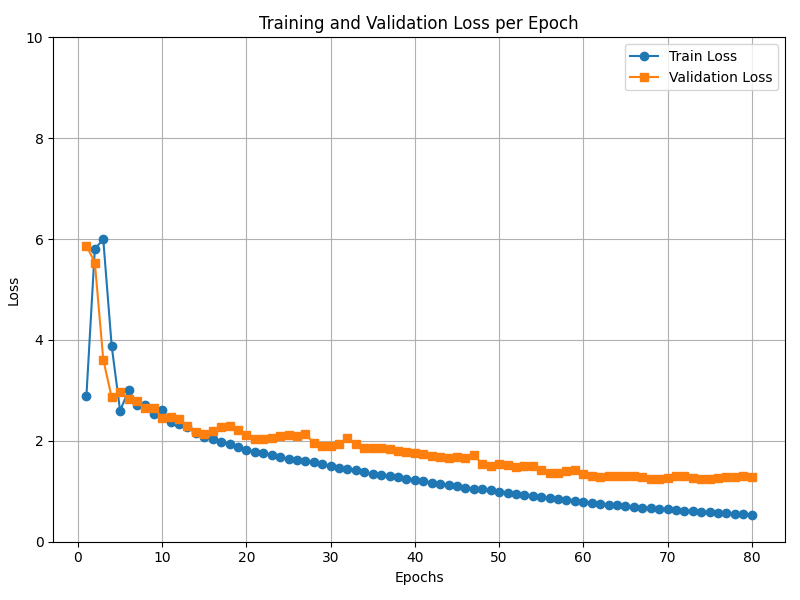 Training and Validation Loss per Epoch
Train Loss
Validation Loss
Loss
10
8
6
4
2
0
0 10 20 30 40 50 60 70 80
Epochs